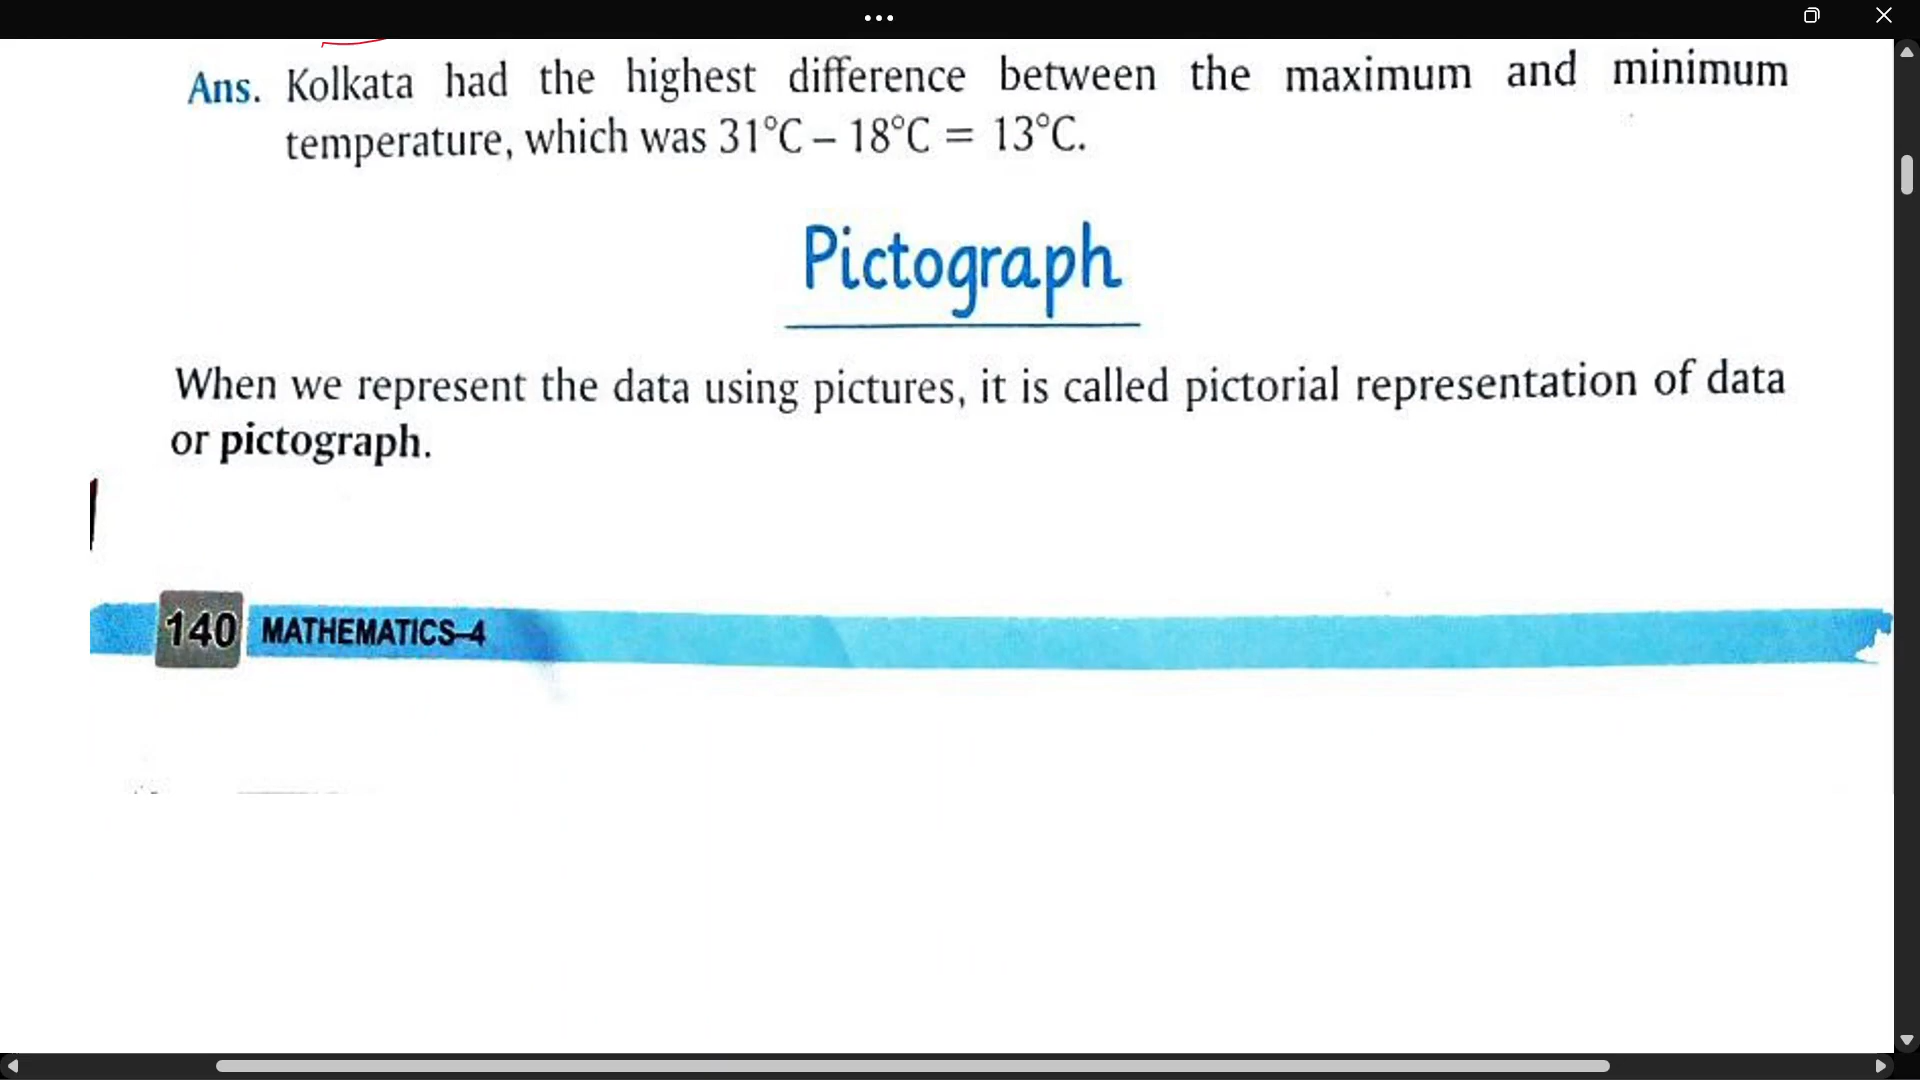 Ans. Kolkata had the highest difference between the maximum and minimum
temperature, which was 31°C – 18°C = 13°C.
Pictograph
When we represent the data using pictures, it is called pictorial representation of data
or pictograph.
140 MATHEMATICS–4